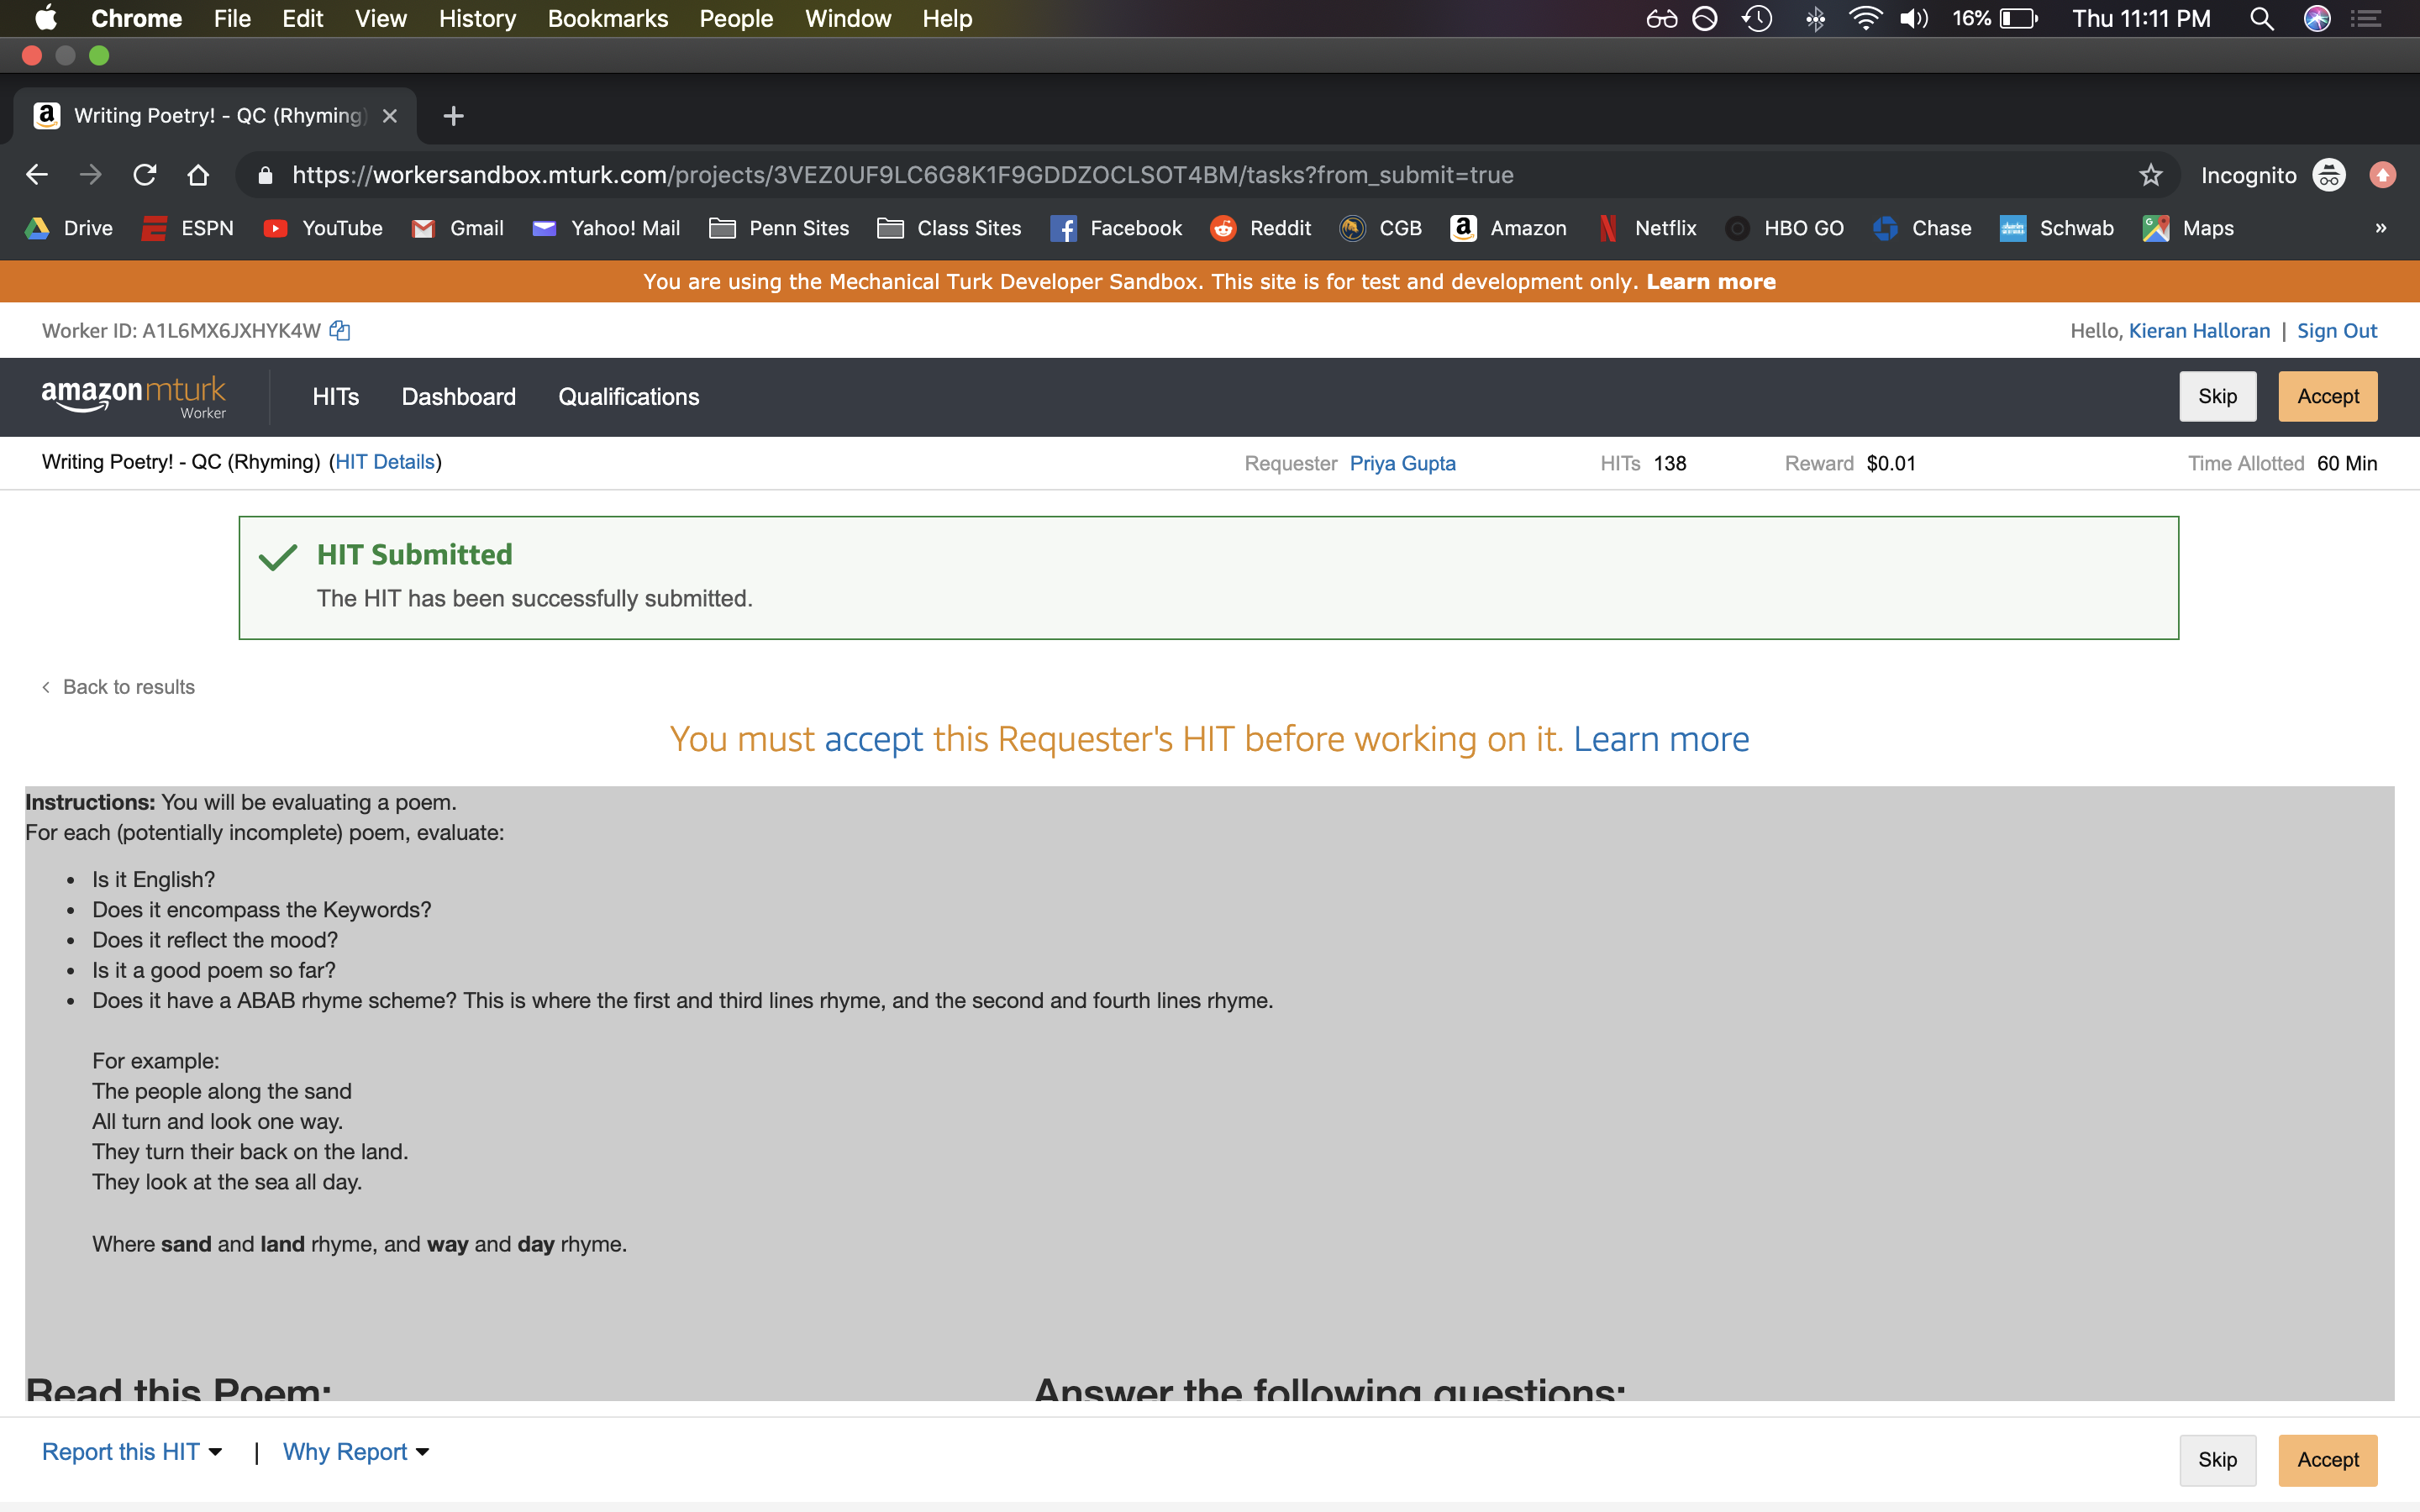 Chrome File Edit View History Bookmarks People Window Help 16% Thu 11:11 PM
Writing Poetry! - QC (Rhyming)
https://workersandbox.mturk.com/projects/3VEZ0UF9LC6G8K1F9GDDZOCLSOT4BM/tasks?from_submit=true Incognito
Drive ESPN YouTube Gmail Yahoo! Mail Penn Sites Class Sites Facebook Reddit CGB Amazon Netflix HBO GO Chase Schwab Maps »
You are using the Mechanical Turk Developer Sandbox. This site is for test and development only. Learn more
Worker ID: A1L6MX6JXHYK4W Hello, Kieran Halloran | Sign Out
amazonmturk HITs Dashboard Qualifications Skip Accept
Worker
Writing Poetry! - QC (Rhyming) (HIT Details) Requester Priya Gupta HITs 138 Reward $0.01 Time Allotted 60 Min
HIT Submitted
The HIT has been successfully submitted.
Back to results
You must accept this Requester's HIT before working on it. Learn more
Instructions: You will be evaluating a poem.
For each (potentially incomplete) poem, evaluate:
• Is it English?
• Does it encompass the Keywords?
• Does it reflect the mood?
• Is it a good poem so far?
• Does it have a ABAB rhyme scheme? This is where the first and third lines rhyme, and the second and fourth lines rhyme.
For example:
The people along the sand
All turn and look one way.
They turn their back on the land.
They look at the sea all day.
Where sand and land rhyme, and way and day rhyme.
Read this Poem: Answer the following questions:
Report this HIT | Why Report Skip Accept